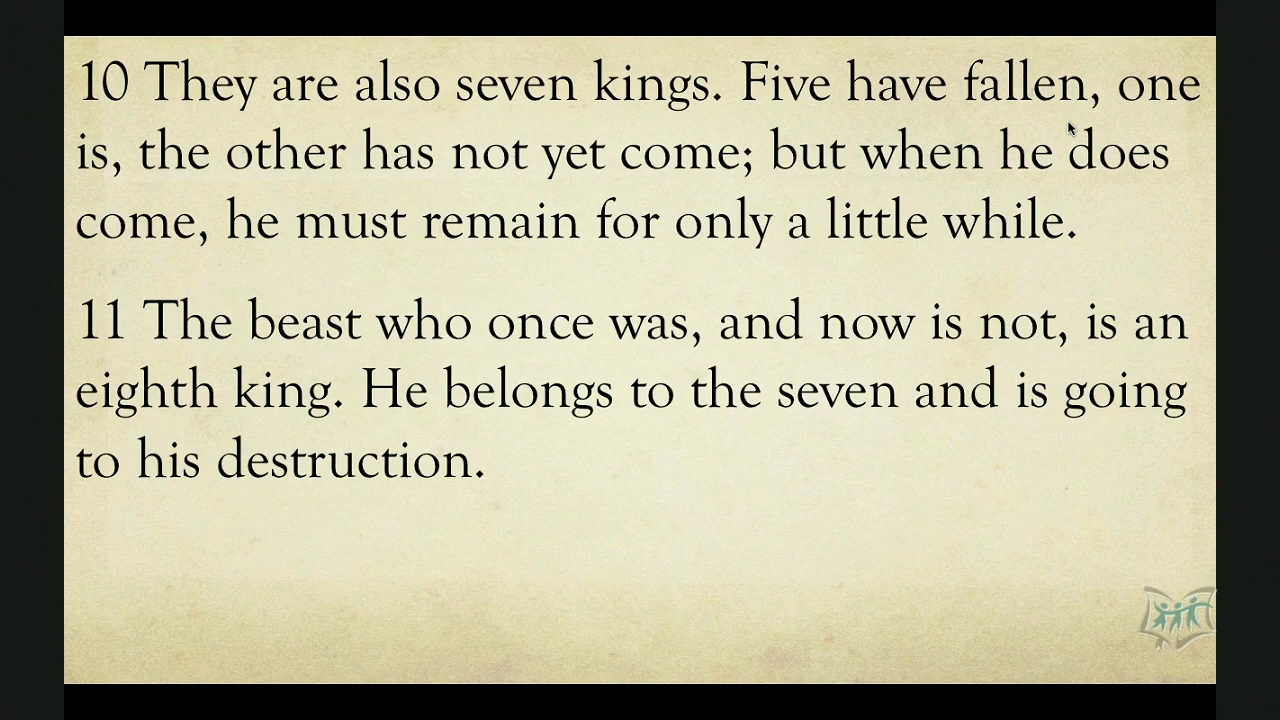 10 They are also seven kings. Five have fallen, one
is, the other has not yet come; but when he does
come, he must remain for only a little while.
11 The beast who once was, and now is not, is an
eighth king. He belongs to the seven and is going
to his destruction.